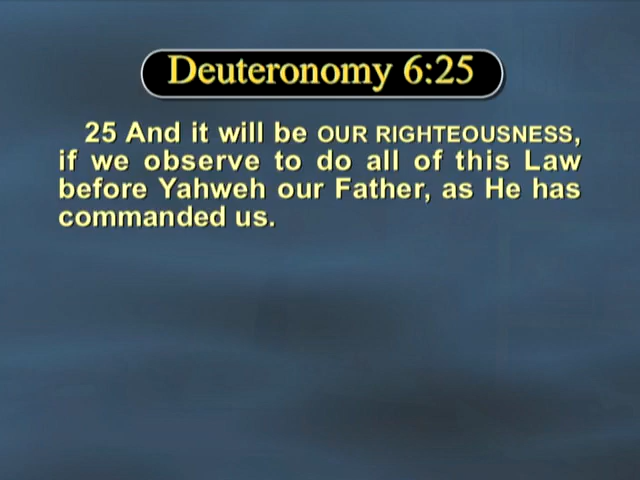 Deuteronomy 6:25
25 And it will be OUR RIGHTEOUSNESS,
if we observe to do all of this Law
before Yahweh our Father, as He has
commanded us.